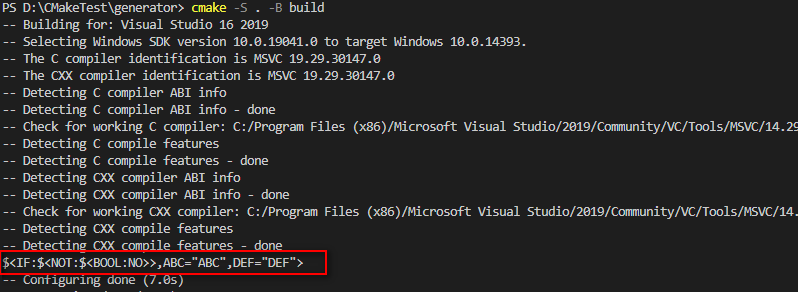 PS D:\CMakeTest\generator> cmake -S . -B build
-- Building for: Visual Studio 16 2019
-- Selecting Windows SDK version 10.0.19041.0 to target Windows 10.0.14393.
-- The C compiler identification is MSVC 19.29.30147.0
-- The CXX compiler identification is MSVC 19.29.30147.0
-- Detecting C compiler ABI info
-- Detecting C compiler ABI info - done
-- Check for working C compiler: C:/Program Files (x86)/Microsoft Visual Studio/2019/Community/VC/Tools/MSVC/14.29
-- Detecting C compile features
-- Detecting C compile features - done
-- Detecting CXX compiler ABI info
-- Detecting CXX compiler ABI info - done
-- Check for working CXX compiler: C:/Program Files (x86)/Microsoft Visual Studio/2019/Community/VC/Tools/MSVC/14.
-- Detecting CXX compile features
-- Detecting CXX compile features - done
$<IF:$<NOT:$<BOOL:NO>>,ABC="ABC",DEF="DEF">
-- Configuring done (7.0s)